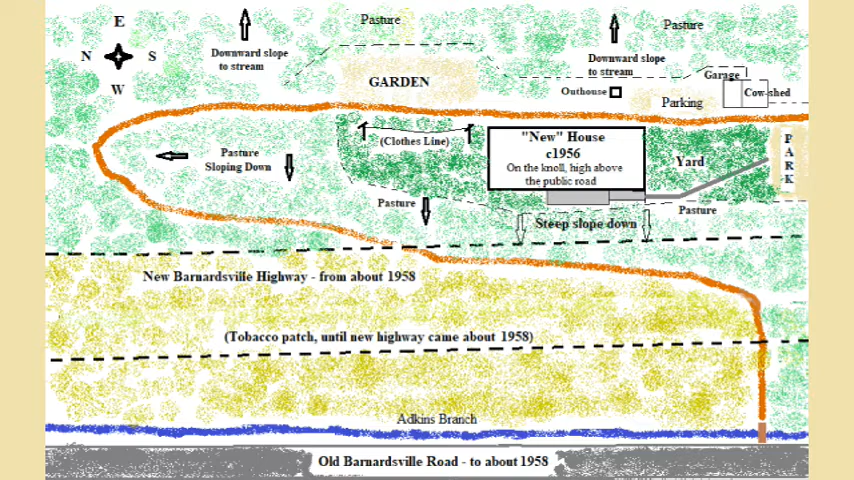 E
N S
W
Pasture
Pasture
Downward slope
to stream
Downward slope
to stream
GARDEN
Garage
Cow-shed
Outhouse
Parking
(Clothes Line)
"New" House
c1956
On the knoll, high above
the public road
Yard
PARK
Pasture
Sloping Down
Pasture
Pasture
Steep slope down
New Barnardsville Highway - from about 1958
(Tobacco patch, until new highway came about 1958)
Adkins Branch
Old Barnardsville Road - to about 1958